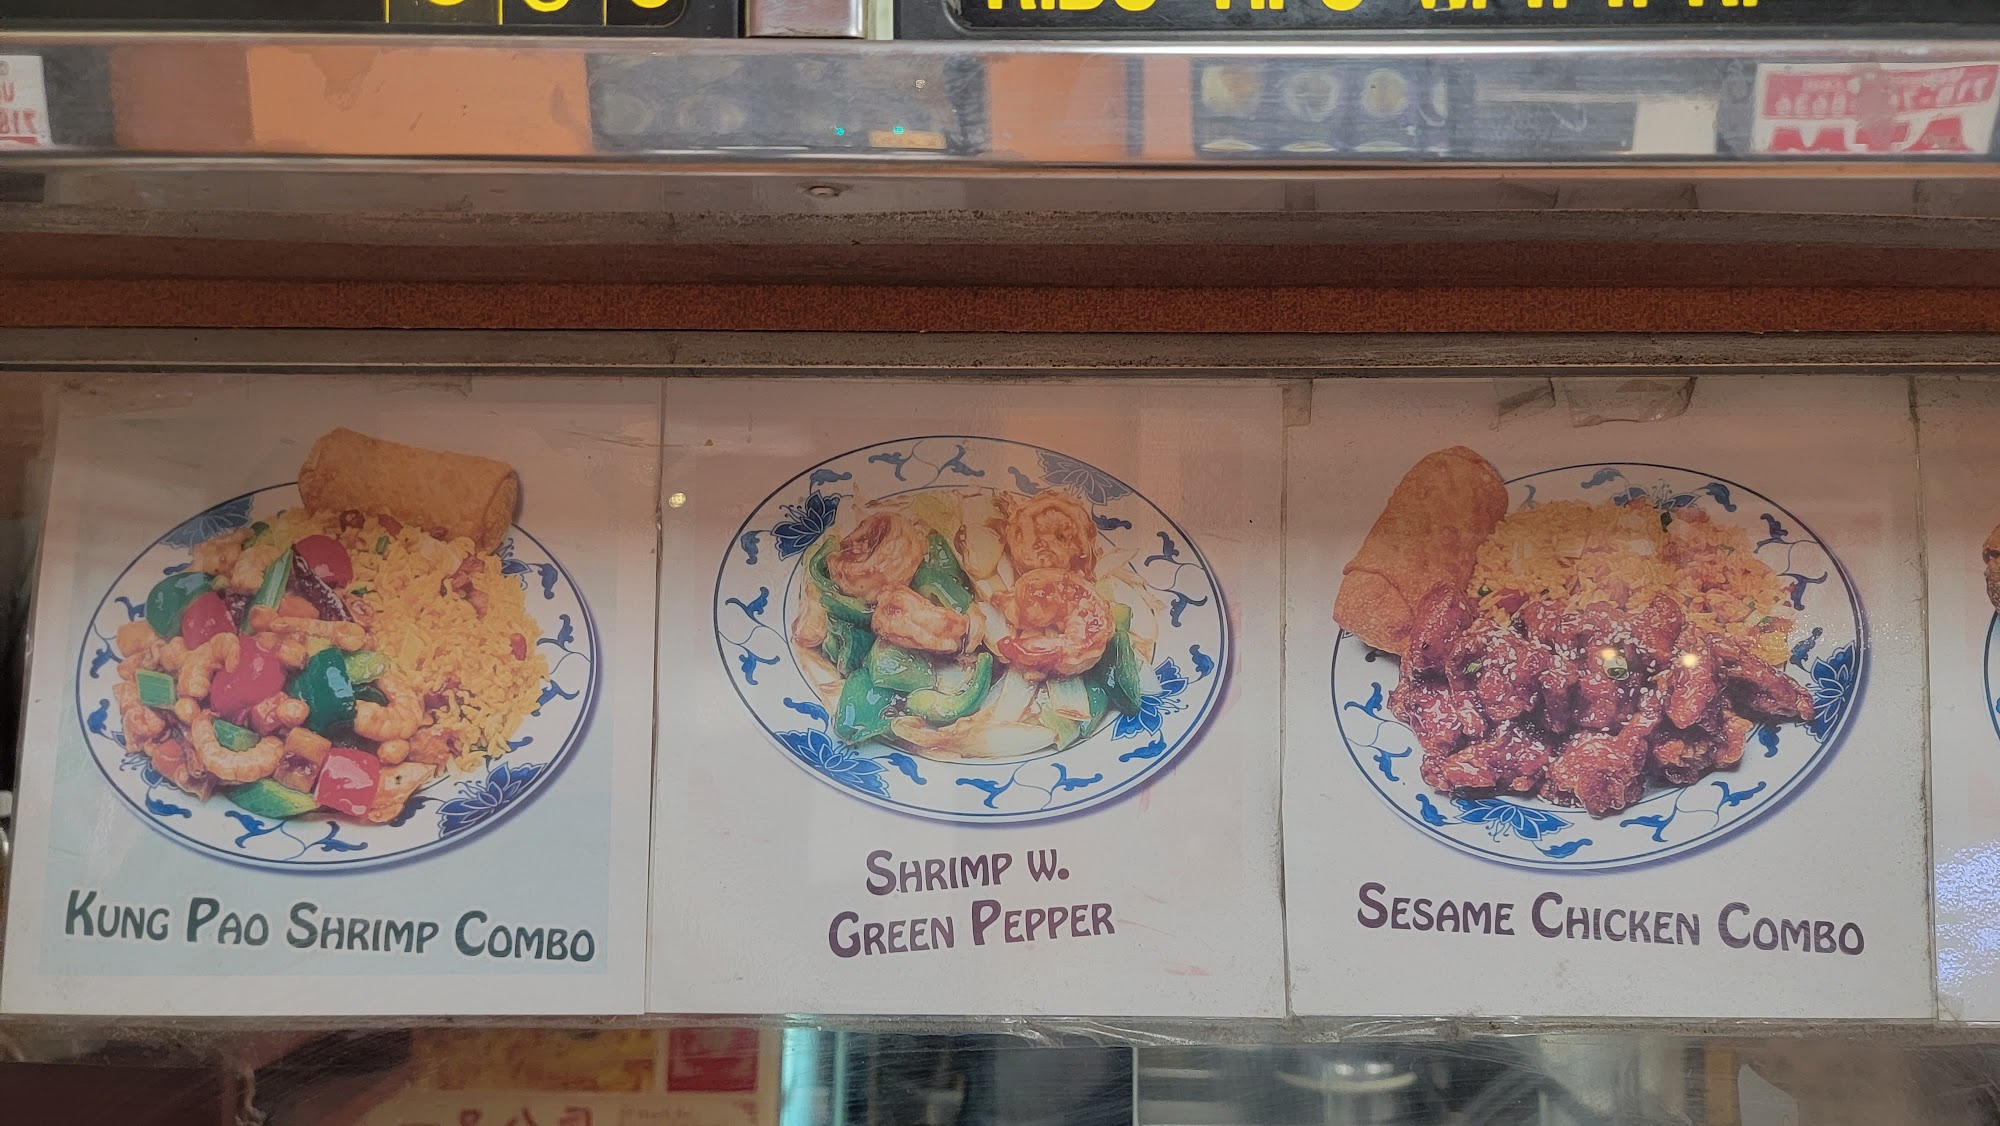 Kung Pao Shrimp Combo
Shrimp w.
Green Pepper
Sesame Chicken Combo